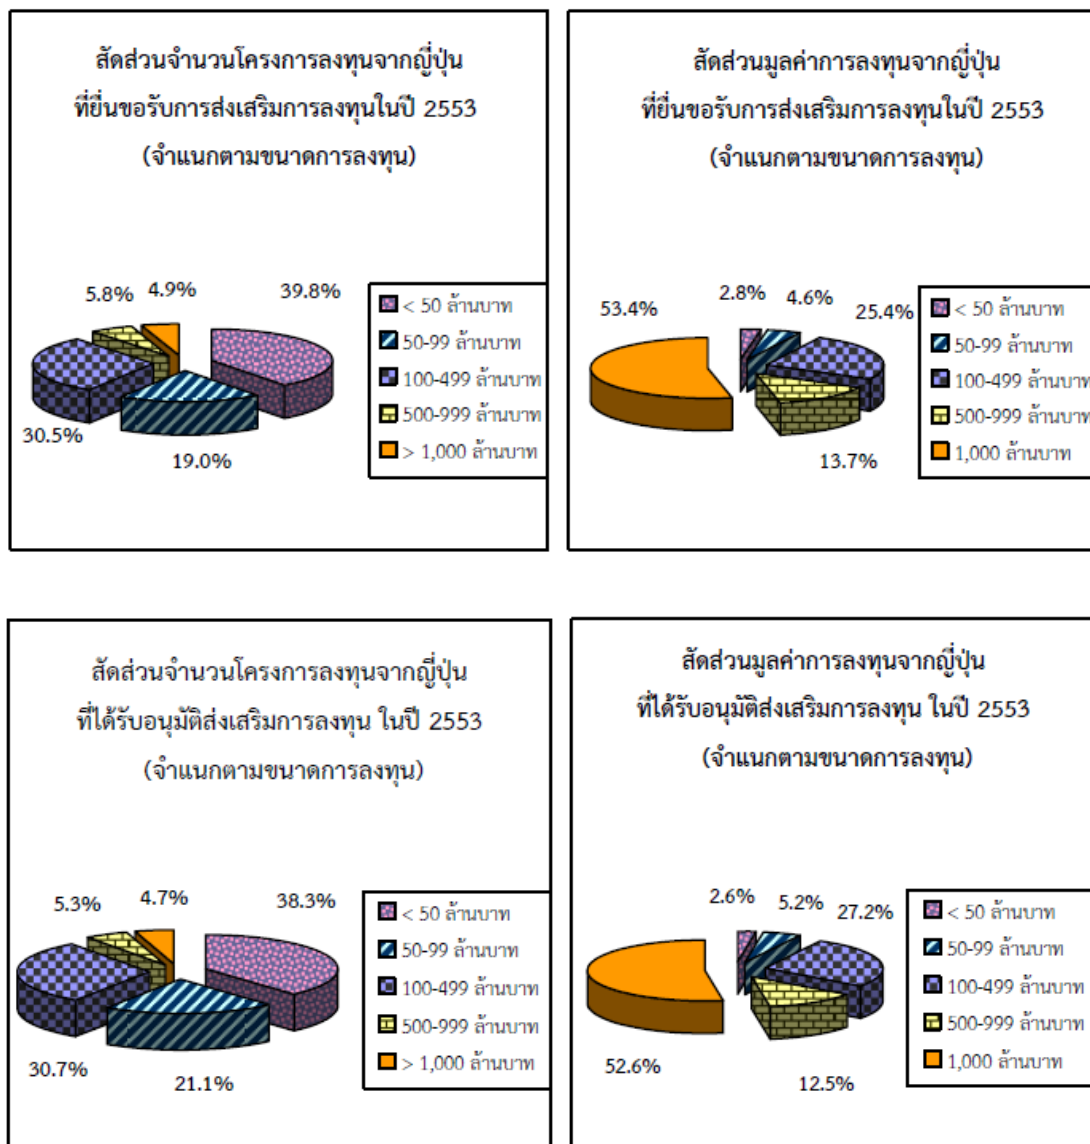 สัดส่วนจำนวนโครงการลงทุนจากญี่ปุ่น
ที่ยื่นขอรับการส่งเสริมการลงทุนในปี 2553
(จำแนกตามขนาดการลงทุน)
5.8%
4.9%
39.8%
30.5%
19.0%
< 50 ล้านบาท
50-99 ล้านบาท
100-499 ล้านบาท
500-999 ล้านบาท
> 1,000 ล้านบาท
สัดส่วนมูลค่าการลงทุนจากญี่ปุ่น
ที่ยื่นขอรับการส่งเสริมการลงทุนในปี 2553
(จำแนกตามขนาดการลงทุน)
53.4%
2.8%
4.6%
25.4%
13.7%
< 50 ล้านบาท
50-99 ล้านบาท
100-499 ล้านบาท
500-999 ล้านบาท
1,000 ล้านบาท
สัดส่วนจำนวนโครงการลงทุนจากญี่ปุ่น
ที่ได้รับอนุมัติส่งเสริมการลงทุน ในปี 2553
(จำแนกตามขนาดการลงทุน)
5.3%
4.7%
38.3%
30.7%
21.1%
< 50 ล้านบาท
50-99 ล้านบาท
100-499 ล้านบาท
500-999 ล้านบาท
> 1,000 ล้านบาท
สัดส่วนมูลค่าการลงทุนจากญี่ปุ่น
ที่ได้รับอนุมัติส่งเสริมการลงทุน ในปี 2553
(จำแนกตามขนาดการลงทุน)
2.6%
5.2%
27.2%
52.6%
12.5%
< 50 ล้านบาท
50-99 ล้านบาท
100-499 ล้านบาท
500-999 ล้านบาท
1,000 ล้านบาท